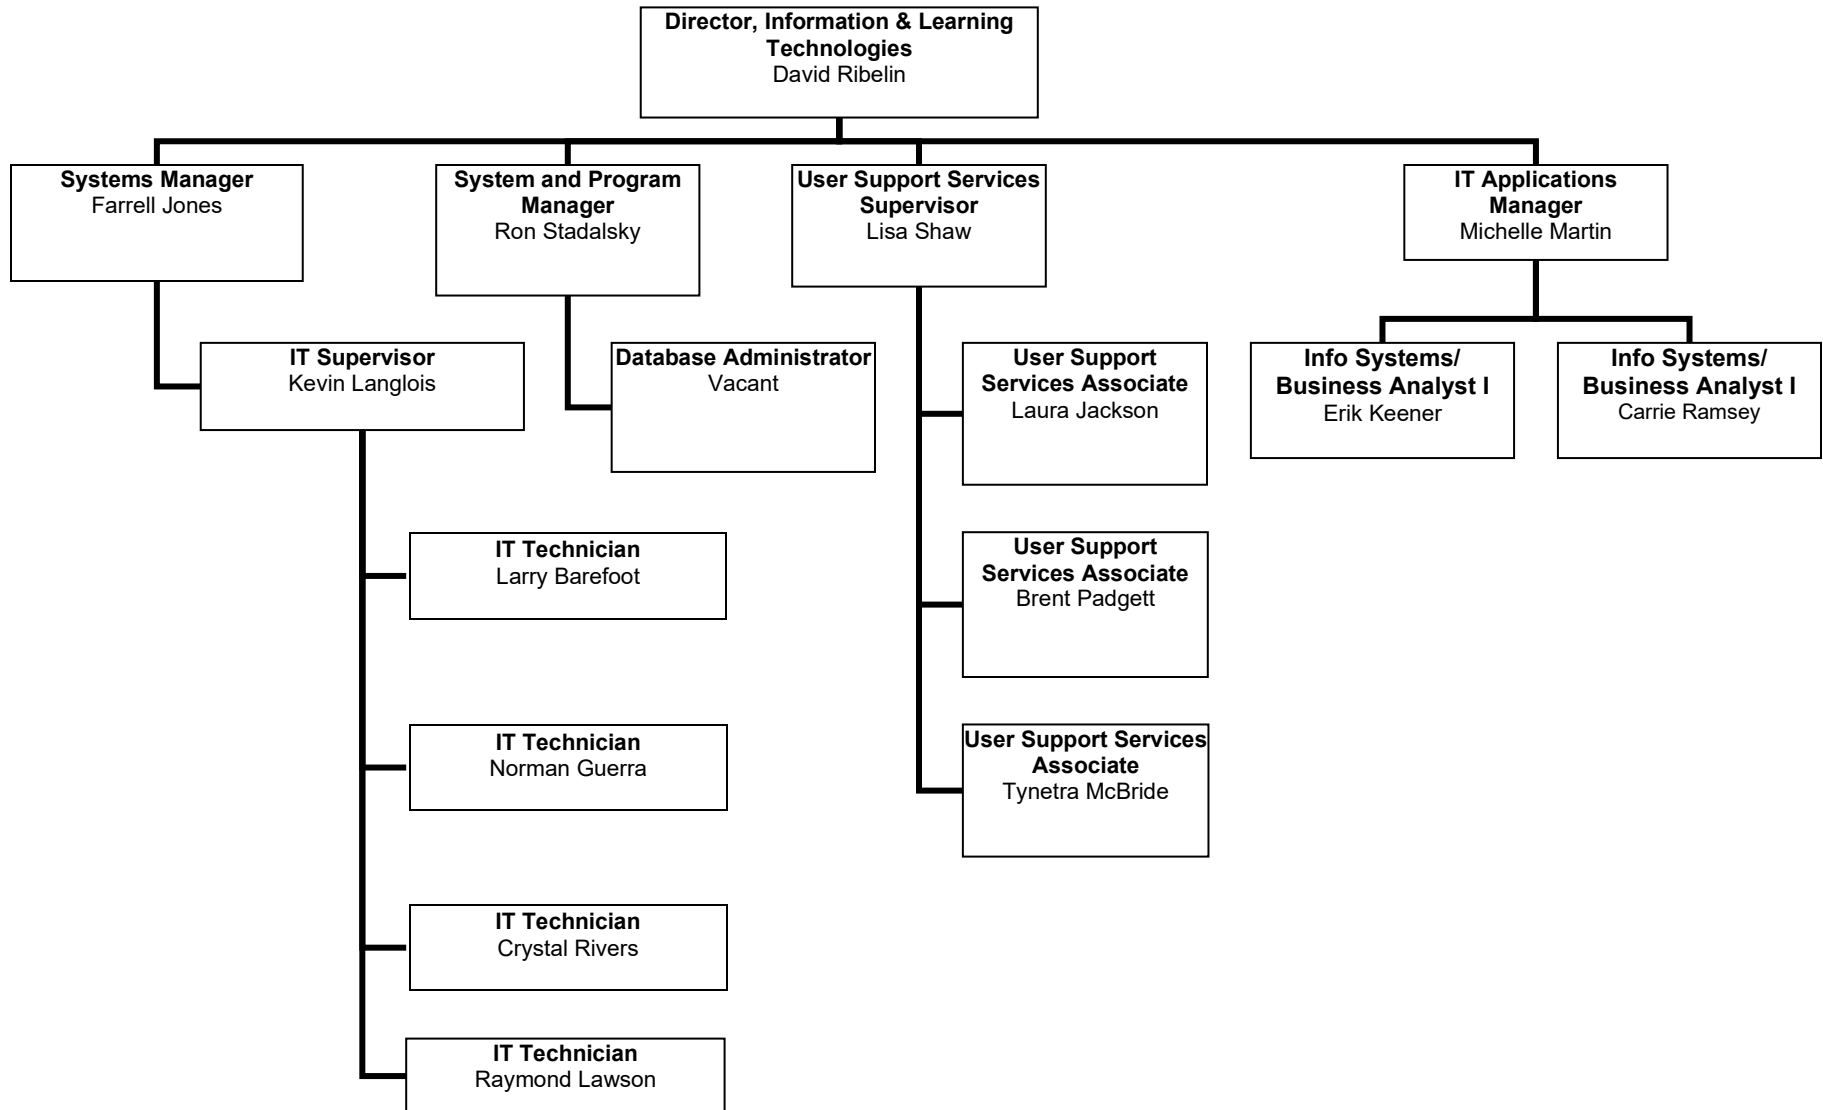 Director, Information & Learning
Technologies
David Ribelin
Systems Manager
Farrell Jones
System and Program
Manager
Ron Stadalsky
User Support Services
Supervisor
Lisa Shaw
IT Applications
Manager
Michelle Martin
IT Supervisor
Kevin Langlois
Database Administrator
Vacant
User Support
Services Associate
Laura Jackson
Info Systems/
Business Analyst I
Erik Keener
Info Systems/
Business Analyst I
Carrie Ramsey
IT Technician
Larry Barefoot
User Support
Services Associate
Brent Padgett
IT Technician
Norman Guerra
User Support Services
Associate
Tynetra McBride
IT Technician
Crystal Rivers
IT Technician
Raymond Lawson